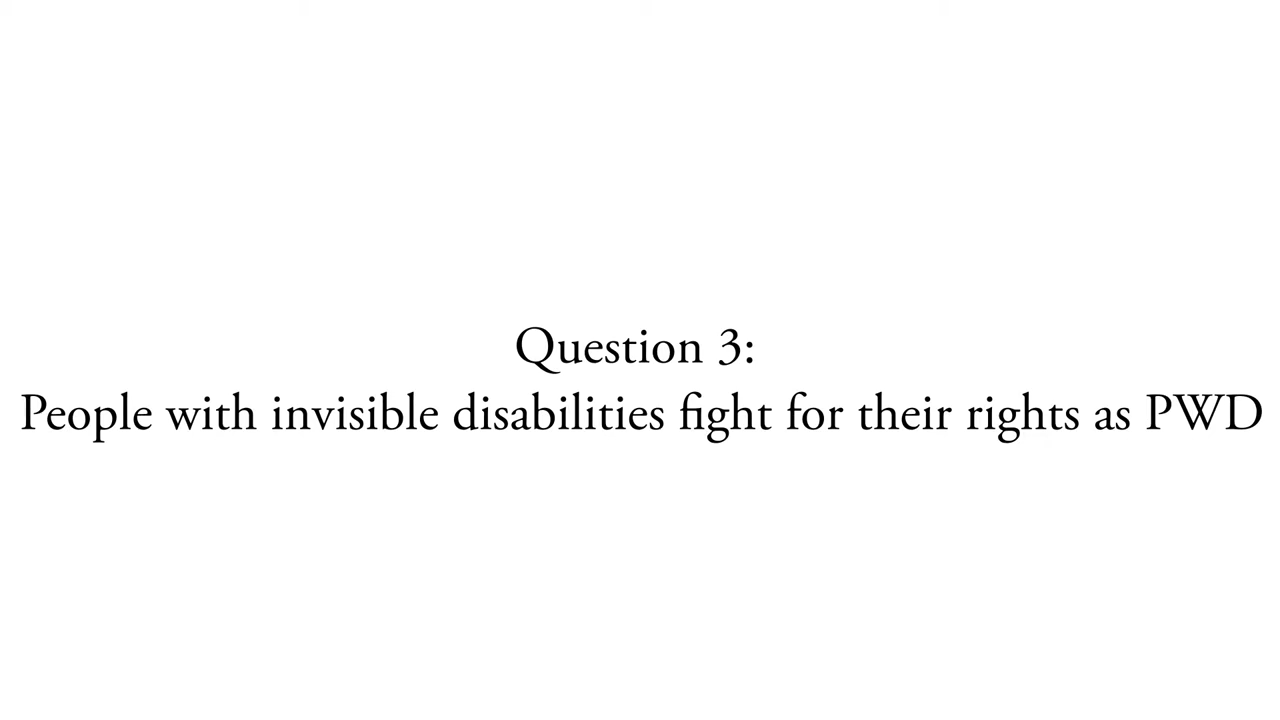 Question 3:
People with invisible disabilities fight for their rights as PWD